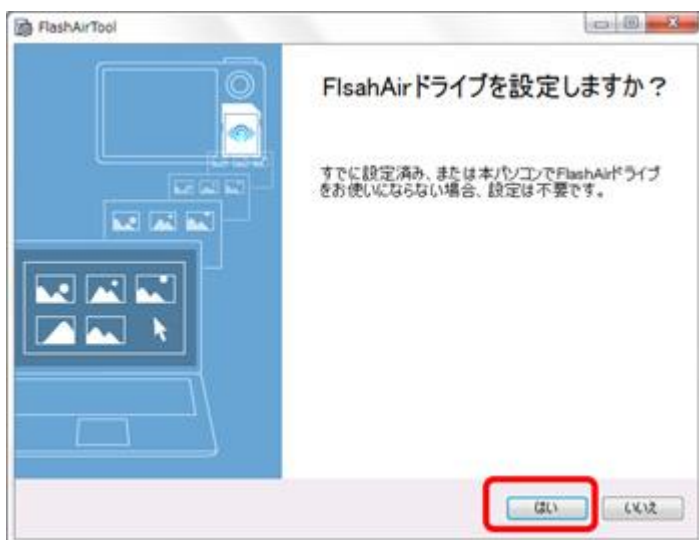 FlashAirTool
FlsahAirドライブを設定しますか？
すでに設定済み、または本パソコンでFlashAirドライブ
をお使いにならない場合、設定は不要です。
はい
いいえ